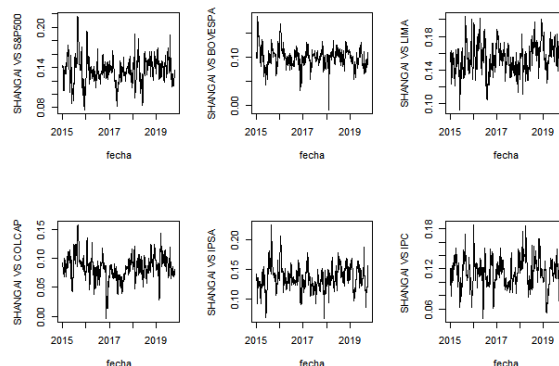 SHANGAI VS S&P500
0.08 0.14 0.20
2015 2017 2019
fecha
SHANGAI VS BOVESPA
0.00 0.10
2015 2017 2019
fecha
SHANGAI VS LIMA
0.10 0.14 0.18
2015 2017 2019
fecha
SHANGAI VS COLCAP
0.00 0.05 0.10 0.15
2015 2017 2019
fecha
SHANGAI VS IPSA
0.10 0.15 0.20
2015 2017 2019
fecha
SHANGAI VS IPC
0.06 0.12 0.18
2015 2017 2019
fecha